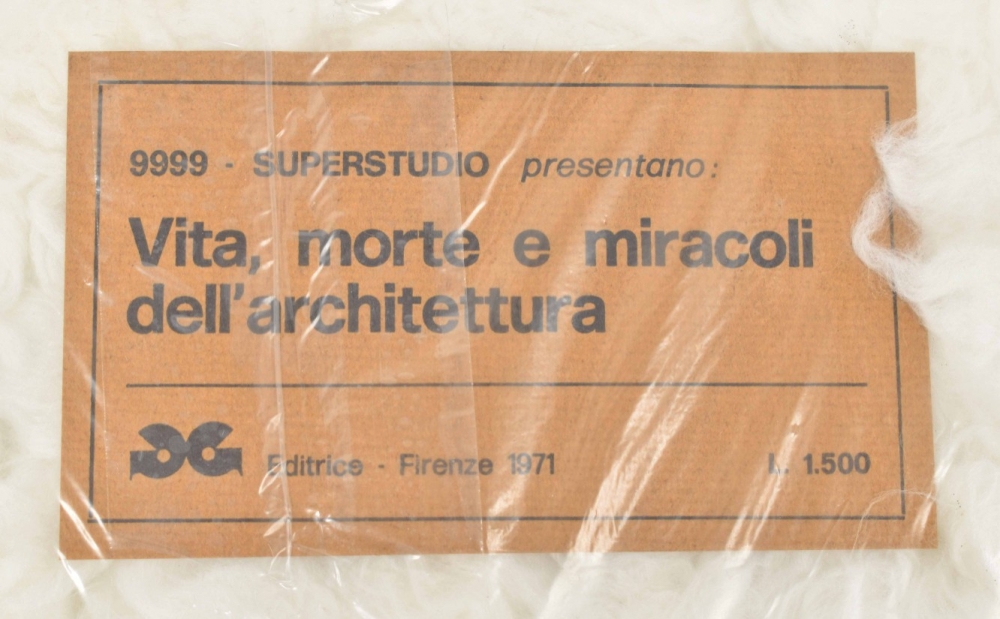 9999 - SUPERSTUDIO presentano:
Vita, morte e miracoli
dell'architettura
Editrice - Firenze 1971
L. 1.500